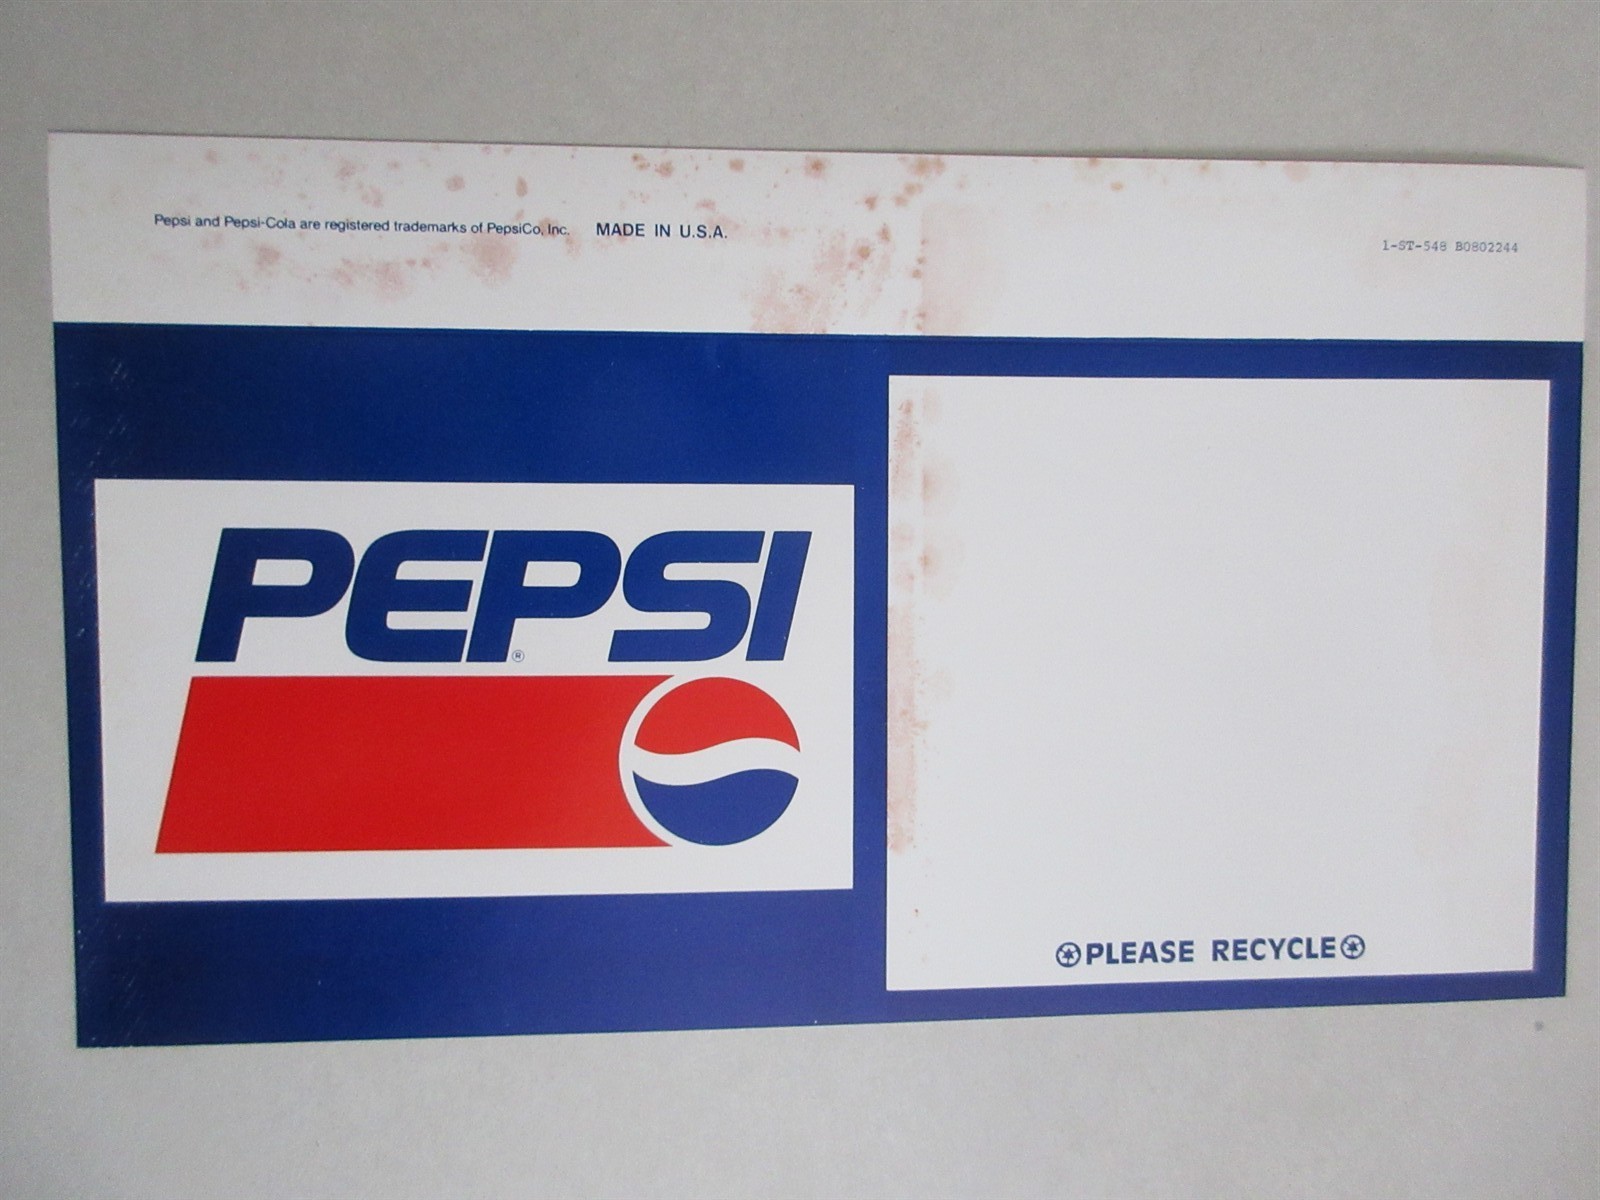 Pepsi and Pepsi-Cola are registered trademarks of PepsiCo, Inc. MADE IN U.S.A.
1-ST-548 B0802244
PEPSI
®
PLEASE RECYCLE